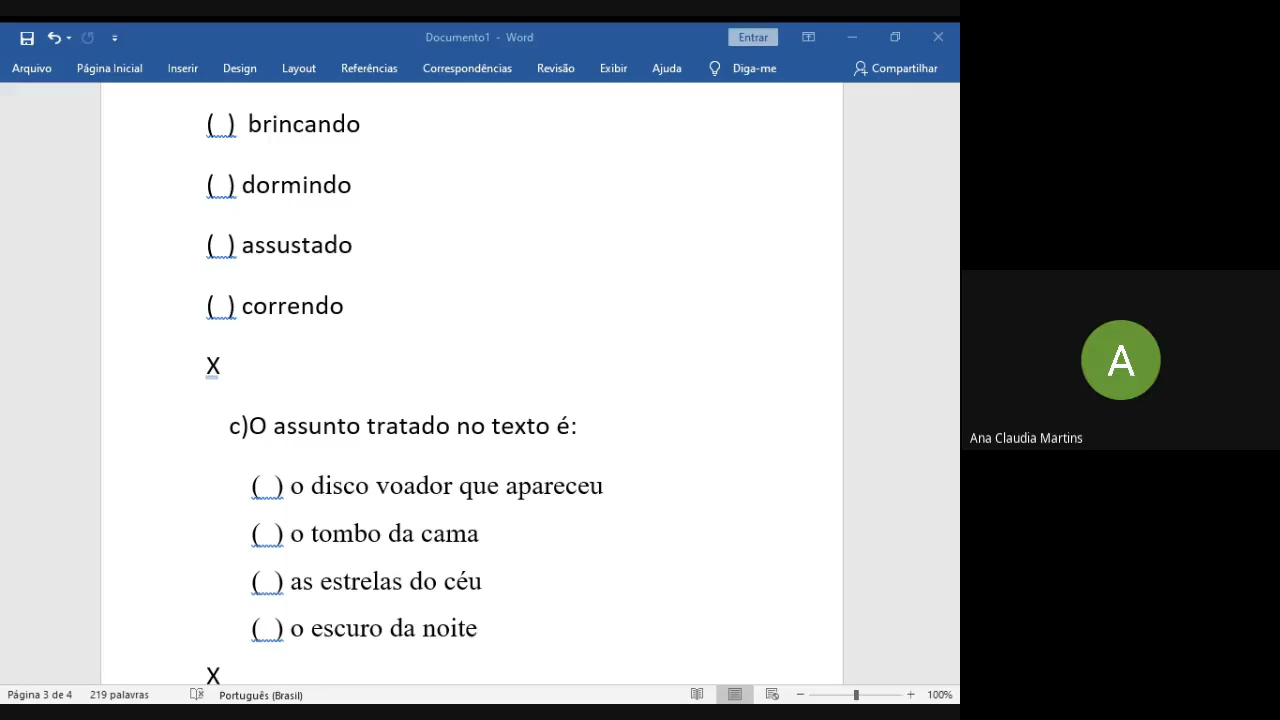 Documento1 - Word
Entrar
Arquivo Página Inicial Inserir Design Layout Referências Correspondências Revisão Exibir Ajuda Diga-me Compartilhar
( ) brincando
( ) dormindo
( ) assustado
( ) correndo
X
c)O assunto tratado no texto é:
( ) o disco voador que apareceu
( ) o tombo da cama
( ) as estrelas do céu
( ) o escuro da noite
X
Página 3 de 4 219 palavras Português (Brasil) 100%
A
Ana Claudia Martins